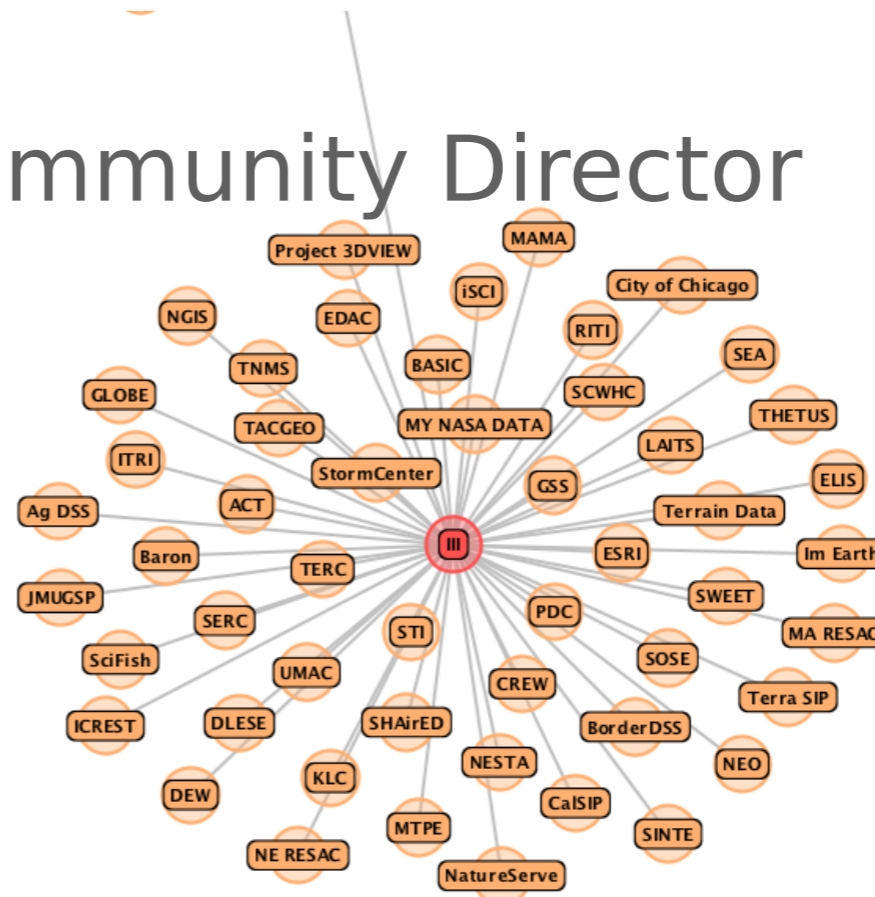 mmunity Director
MAMA
Project 3DVIEW
City of Chicago
iSCI
NGIS
EDAC
RITI
SEA
BASIC
TNMS
SCWHC
GLOBE
THETUS
MY NASA DATA
TACGEO
LAITS
ITRI
StormCenter
ELIS
GSS
ACT
Ag DSS
Terrain Data
III
ESRI
Im Earth
Baron
TERC
SWEET
JMUGSP
PDC
SERC
STI
MA RESAC
SciFish
SOSE
UMAC
CREW
Terra SIP
ICREST
DLESE
SHAirED
BorderDSS
NESTA
NEO
KLC
DEW
CalSIP
MTPE
SINTE
NE RESAC
NatureServe